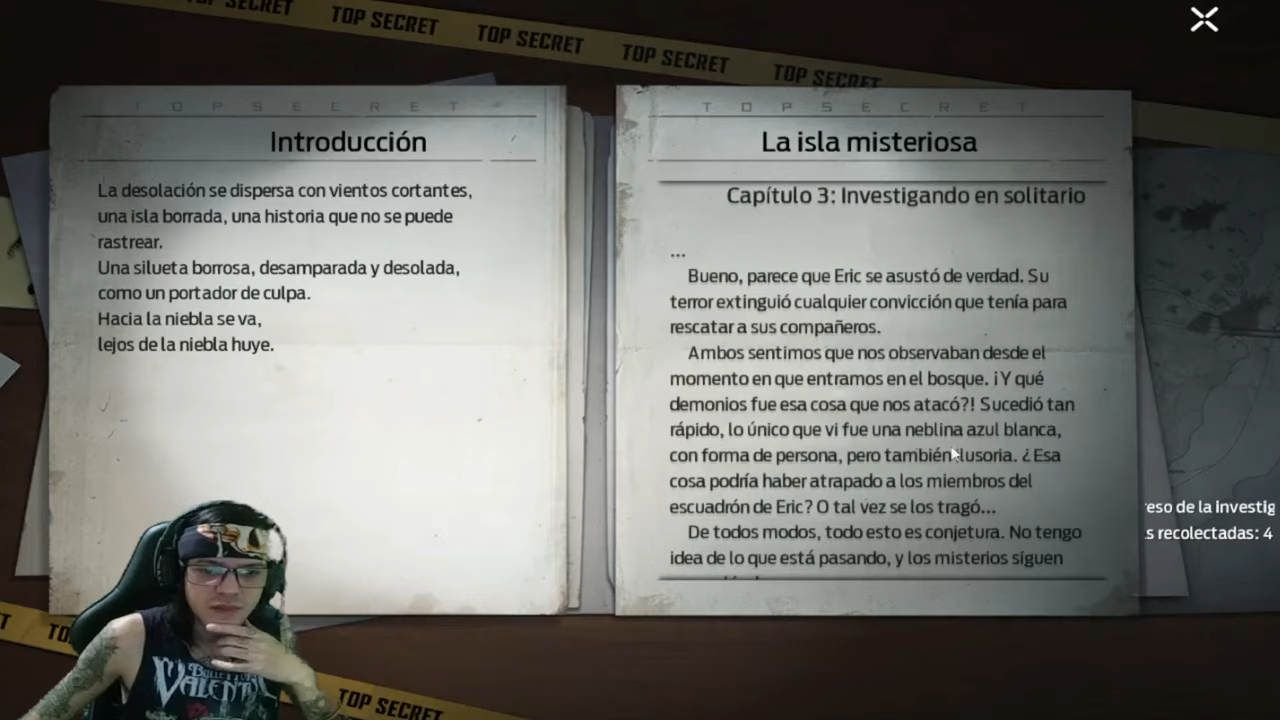 TOP SECRET
TOP SECRET
TOP SECRET
TOP SECRET
TOP SECRET
TOPSECRET
Introducción
La desolación se dispersa con vientos cortantes,
una isla borrada, una historia que no se puede
rastrear.
Una silueta borrosa, desamparada y desolada,
como un portador de culpa.
Hacia la niebla se va,
lejos de la niebla huye.
TOPSECRET
La isla misteriosa
Capítulo 3: Investigando en solitario
...
Bueno, parece que Eric se asustó de verdad. Su
terror extinguió cualquier convicción que tenía para
rescatar a sus compañeros.
Ambos sentimos que nos observaban desde el
momento en que entramos en el bosque. ¡Y qué
demonios fue esa cosa que nos atacó?! Sucedió tan
rápido, lo único que vi fue una neblina azul blanca,
con forma de persona, pero también ilusoria. ¿Esa
cosa podría haber atrapado a los miembros del
escuadrón de Eric? O tal vez se los tragó...
De todos modos, todo esto es conjetura. No tengo
idea de lo que está pasando, y los misterios siguen
eso de la Investig
s recolectadas: 4
TO
BULLET
VALENT
TOP SECRET